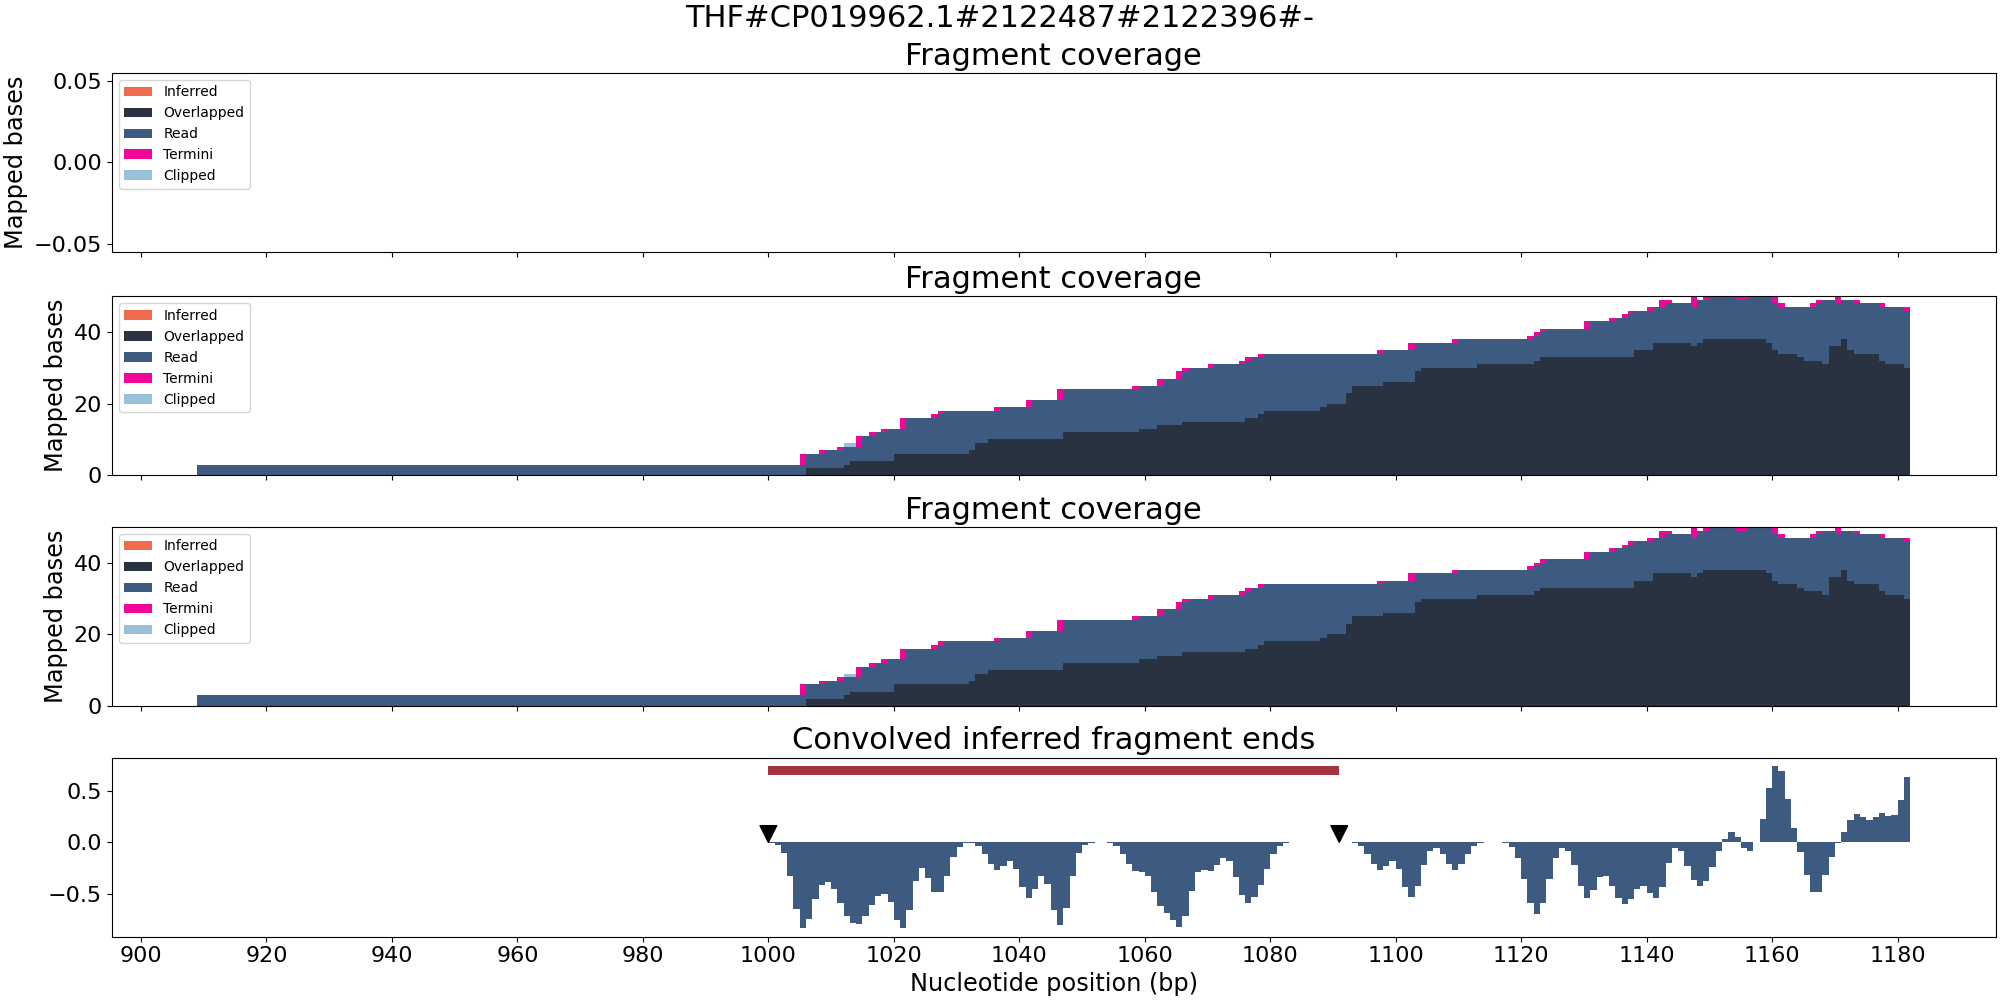 THF#CP019962.1#2122487#2122396#-
Fragment coverage
Mapped bases
0.05
0.00
−0.05
Inferred
Overlapped
Read
Termini
Clipped
Fragment coverage
Mapped bases
40
20
0
Inferred
Overlapped
Read
Termini
Clipped
Fragment coverage
Mapped bases
40
20
0
Inferred
Overlapped
Read
Termini
Clipped
Convolved inferred fragment ends
0.5
0.0
−0.5
900 920 940 960 980 1000 1020 1040 1060 1080 1100 1120 1140 1160 1180
Nucleotide position (bp)